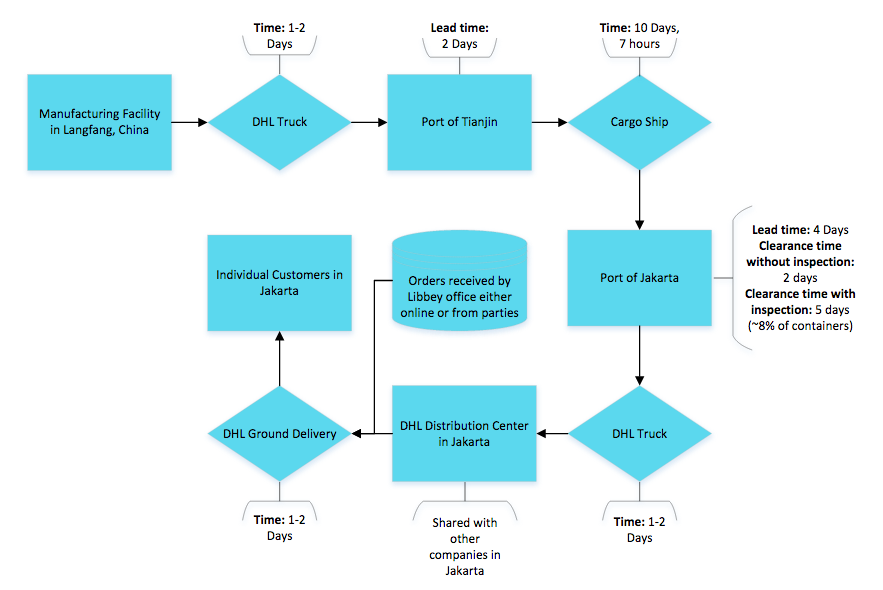 Time: 1-2
Days
Lead time:
2 Days
Time: 10 Days,
7 hours
Manufacturing Facility
in Langfang, China
DHL Truck
Port of Tianjin
Cargo Ship
Individual Customers in
Jakarta
Orders received by
Libbey office either
online or from parties
Port of Jakarta
Lead time: 4 Days
Clearance time
without inspection:
2 days
Clearance time with
inspection: 5 days
(~8% of containers)
DHL Ground Delivery
DHL Distribution Center
in Jakarta
DHL Truck
Time: 1-2
Days
Shared with
other
companies in
Jakarta
Time: 1-2
Days